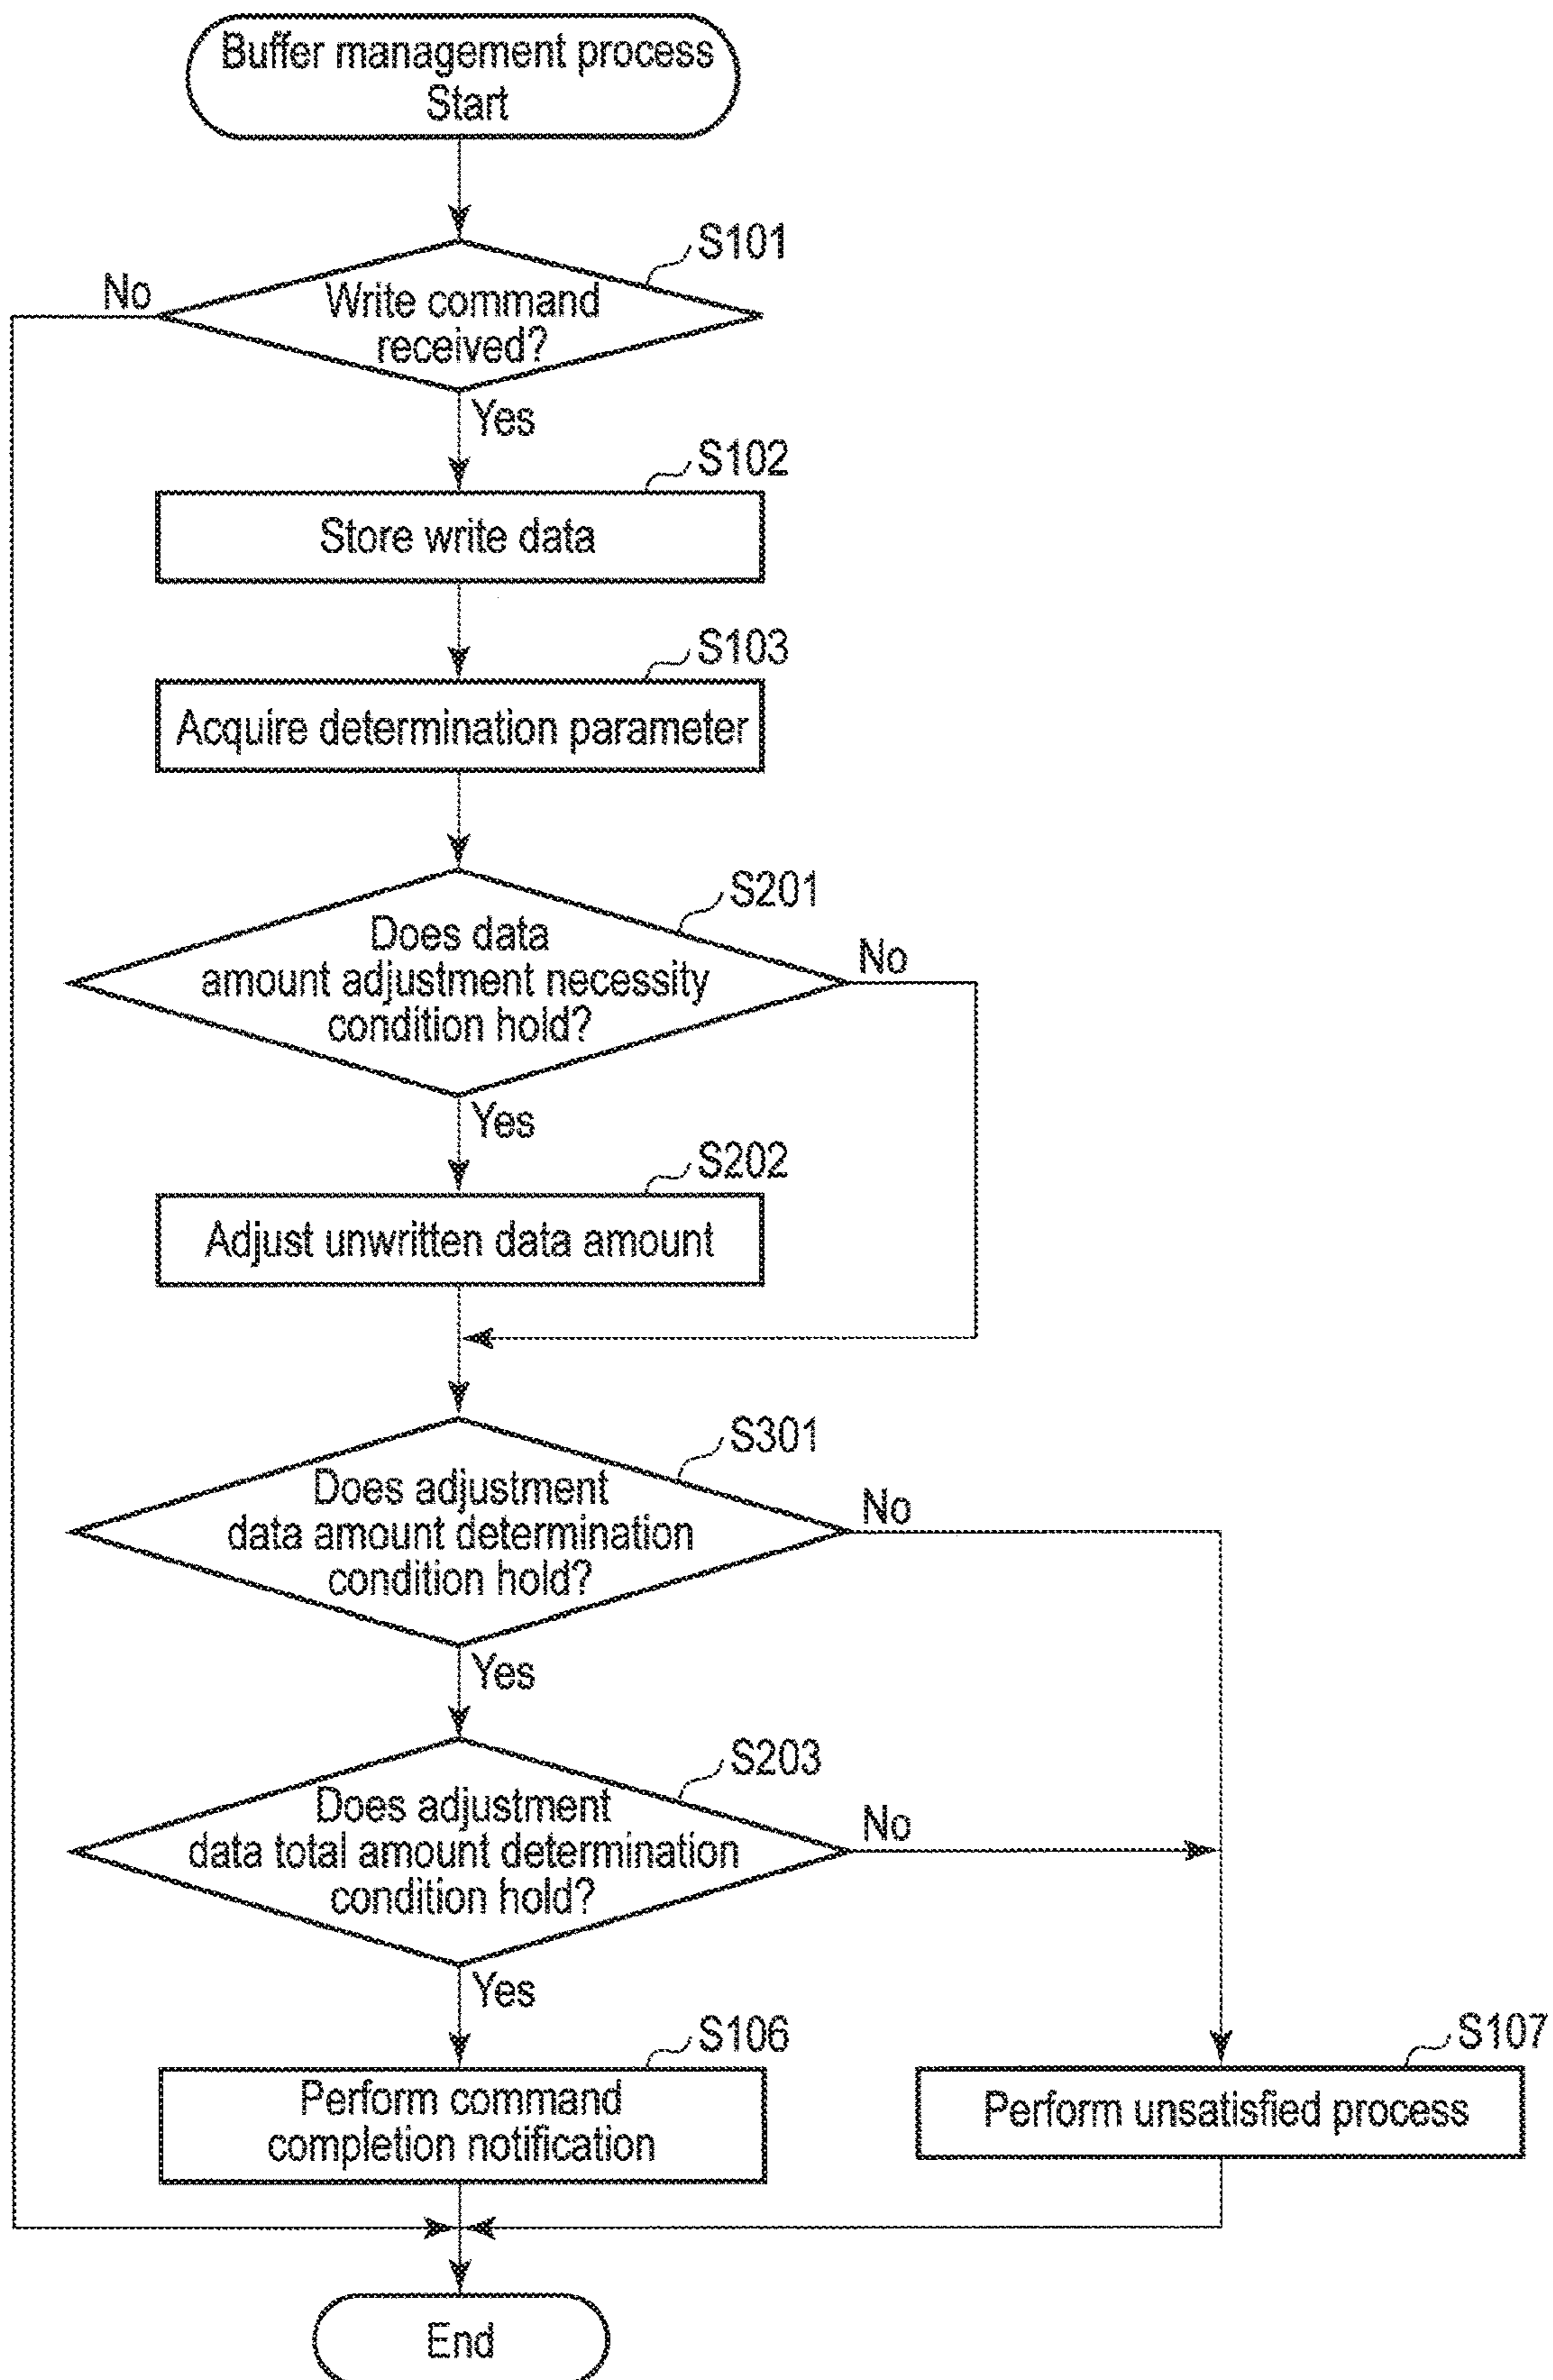 Buffer management process
Start
S101
No
Write command
received?
Yes
S102
Store write data
S103
Acquire determination parameter
S201
Does data
amount adjustment necessity
condition hold?
No
Yes
S202
Adjust unwritten data amount
S301
Does adjustment
data amount determination
condition hold?
No
Yes
S203
Does adjustment
data total amount determination
condition hold?
No
Yes
S106
Perform command
completion notification
S107
Perform unsatisfied process
End